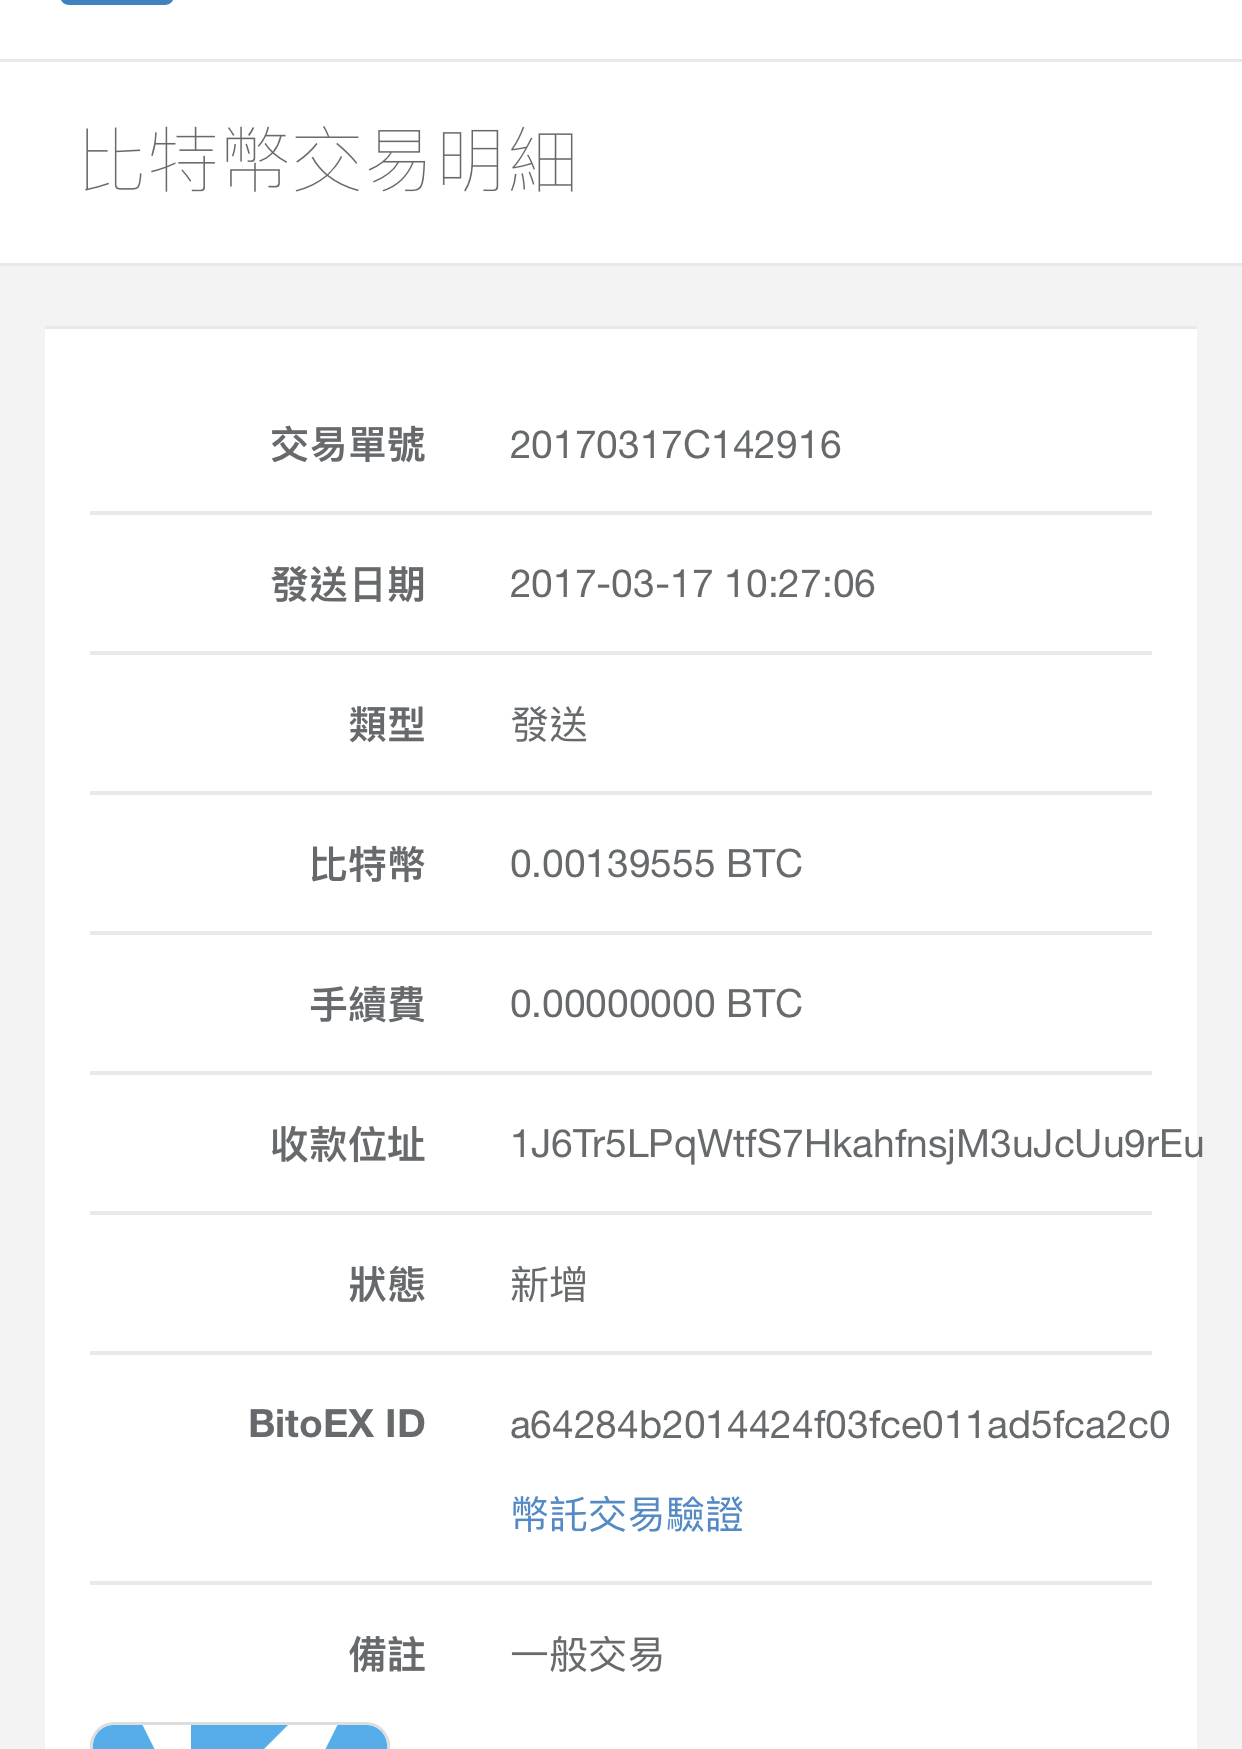 比特幣交易明細
交易單號 20170317C142916
發送日期 2017-03-17 10:27:06
類型 發送
比特幣 0.00139555 BTC
手續費 0.00000000 BTC
收款位址 1J6Tr5LPqWtfS7HkahfnsjM3uJcUu9rEu
狀態 新增
BitoEX ID a64284b2014424f03fce011ad5fca2c0
幣託交易驗證
備註 一般交易